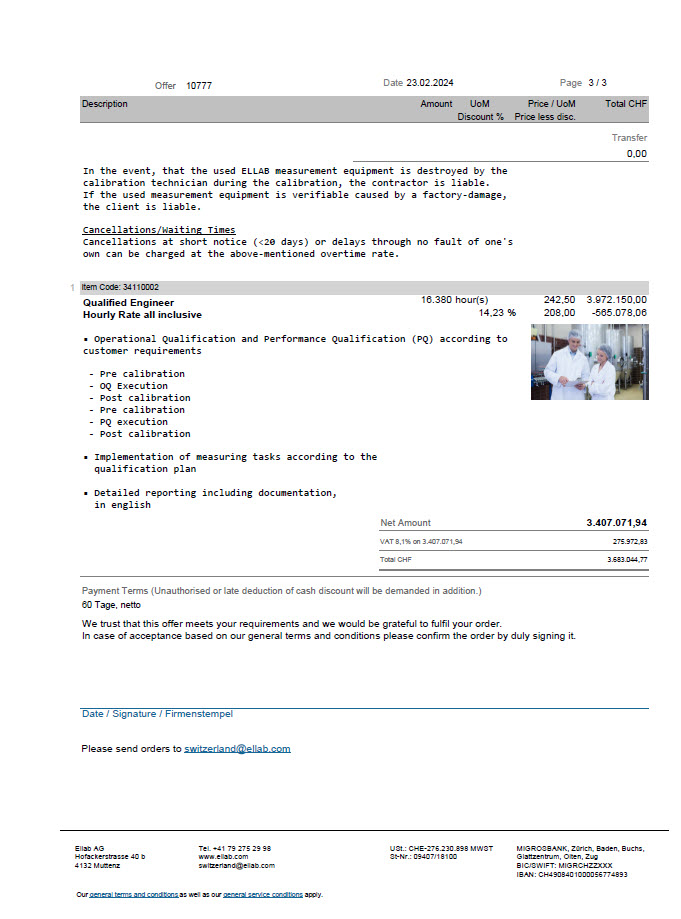 Offer 10777 Date 23.02.2024 Page 3 / 3
Description Amount UoM Price / UoM Total CHF
Discount % Price less disc.
Transfer
0,00
In the event, that the used ELLAB measurement equipment is destroyed by the
calibration technician during the calibration, the contractor is liable.
If the used measurement equipment is verifiable caused by a factory-damage,
the client is liable.
Cancellations/Waiting Times
Cancellations at short notice (<20 days) or delays through no fault of one's
own can be charged at the above-mentioned overtime rate.
1 Item Code: 34110002
Qualified Engineer 16.380 hour(s) 242,50 3.972.150,00
Hourly Rate all inclusive 14,23 % 208,00 -565.078,06
▪ Operational Qualification and Performance Qualification (PQ) according to
customer requirements
- Pre calibration
- OQ Execution
- Post calibration
- Pre calibration
- PQ execution
- Post calibration
▪ Implementation of measuring tasks according to the
qualification plan
▪ Detailed reporting including documentation,
in english
Net Amount 3.407.071,94
VAT 8,1% on 3.407.071,94 275.972,83
Total CHF 3.683.044,77
Payment Terms (Unauthorised or late deduction of cash discount will be demanded in addition.)
60 Tage, netto
We trust that this offer meets your requirements and we would be grateful to fulfil your order.
In case of acceptance based on our general terms and conditions please confirm the order by duly signing it.
Date / Signature / Firmenstempel
Please send orders to switzerland@ellab.com
Ellab AG Tel. +41 79 275 29 98 USt.: CHE-276.230.898 MWST MIGROSBANK, Zürich, Baden, Buchs,
Hofackerstrasse 40 b www.ellab.com St-Nr.: 09407/18100 Glattzentrum, Olten, Zug
4132 Muttenz switzerland@ellab.com BIC/SWIFT: MIGRCHZZXXX
IBAN: CH4908401000056774893
Our general terms and conditions as well as our general service conditions apply.